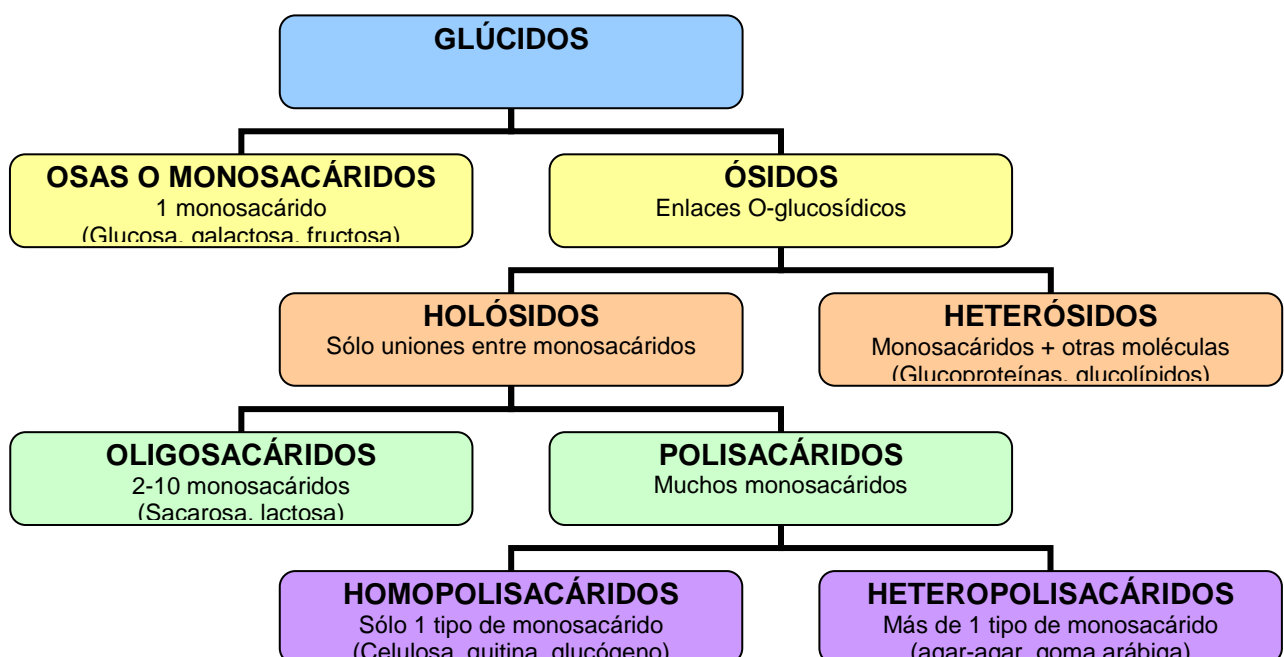 GLÚCIDOS
OSAS O MONOSACÁRIDOS
1 monosacárido
(Glucosa, galactosa, fructosa)
ÓSIDOS
Enlaces O-glucosídicos
HOLÓSIDOS
Sólo uniones entre monosacáridos
HETERÓSIDOS
Monosacáridos + otras moléculas
(Glucoproteínas, glucolípidos)
OLIGOSACÁRIDOS
2-10 monosacáridos
(Sacarosa, lactosa)
POLISACÁRIDOS
Muchos monosacáridos
HOMOPOLISACÁRIDOS
Sólo 1 tipo de monosacárido
(Celulosa, quitina, glucógeno)
HETEROPOLISACÁRIDOS
Más de 1 tipo de monosacárido
(agar-agar, goma arábiga)